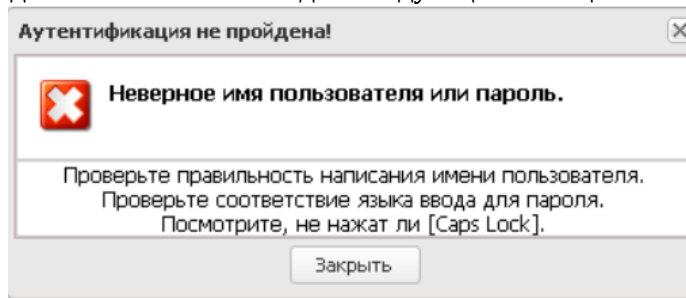 Аутентификация не пройдена!
Неверное имя пользователя или пароль.
Проверьте правильность написания имени пользователя.
Проверьте соответствие языка ввода для пароля.
Посмотрите, не нажат ли [Caps Lock].
Закрыть